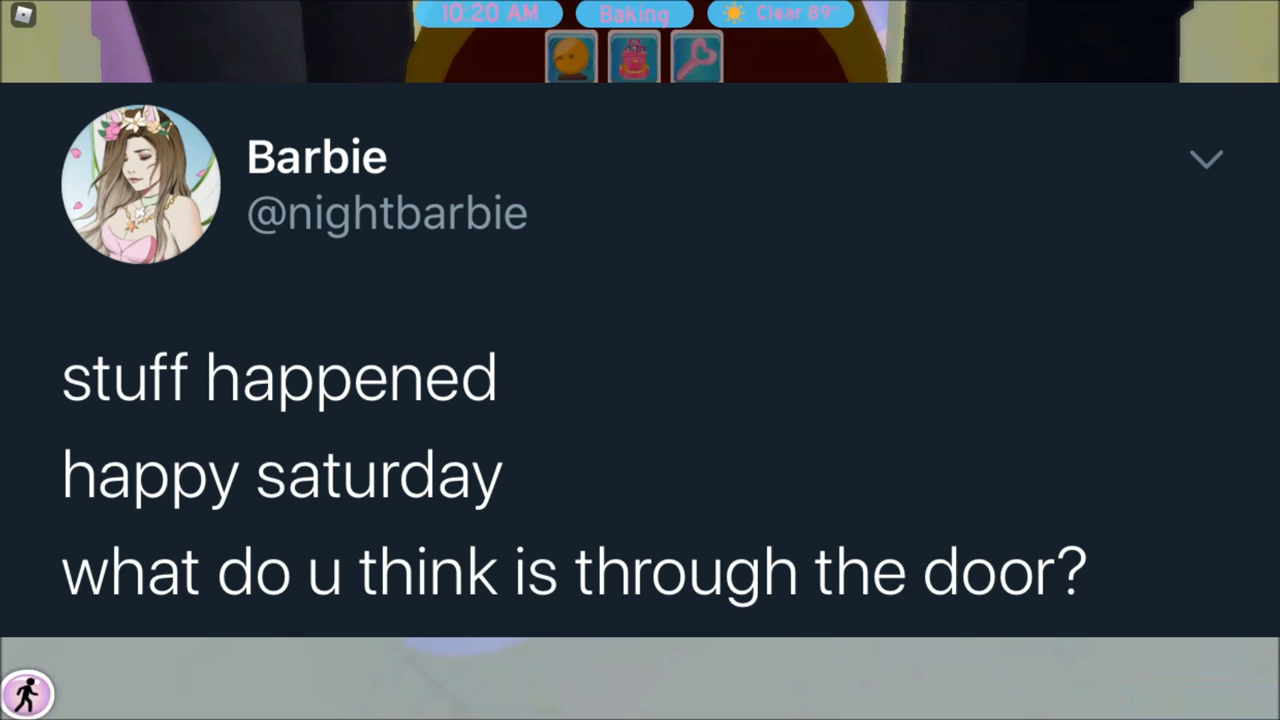 10:20 AM Baking Clear 89°
Barbie
@nightbarbie
stuff happened
happy saturday
what do u think is through the door?